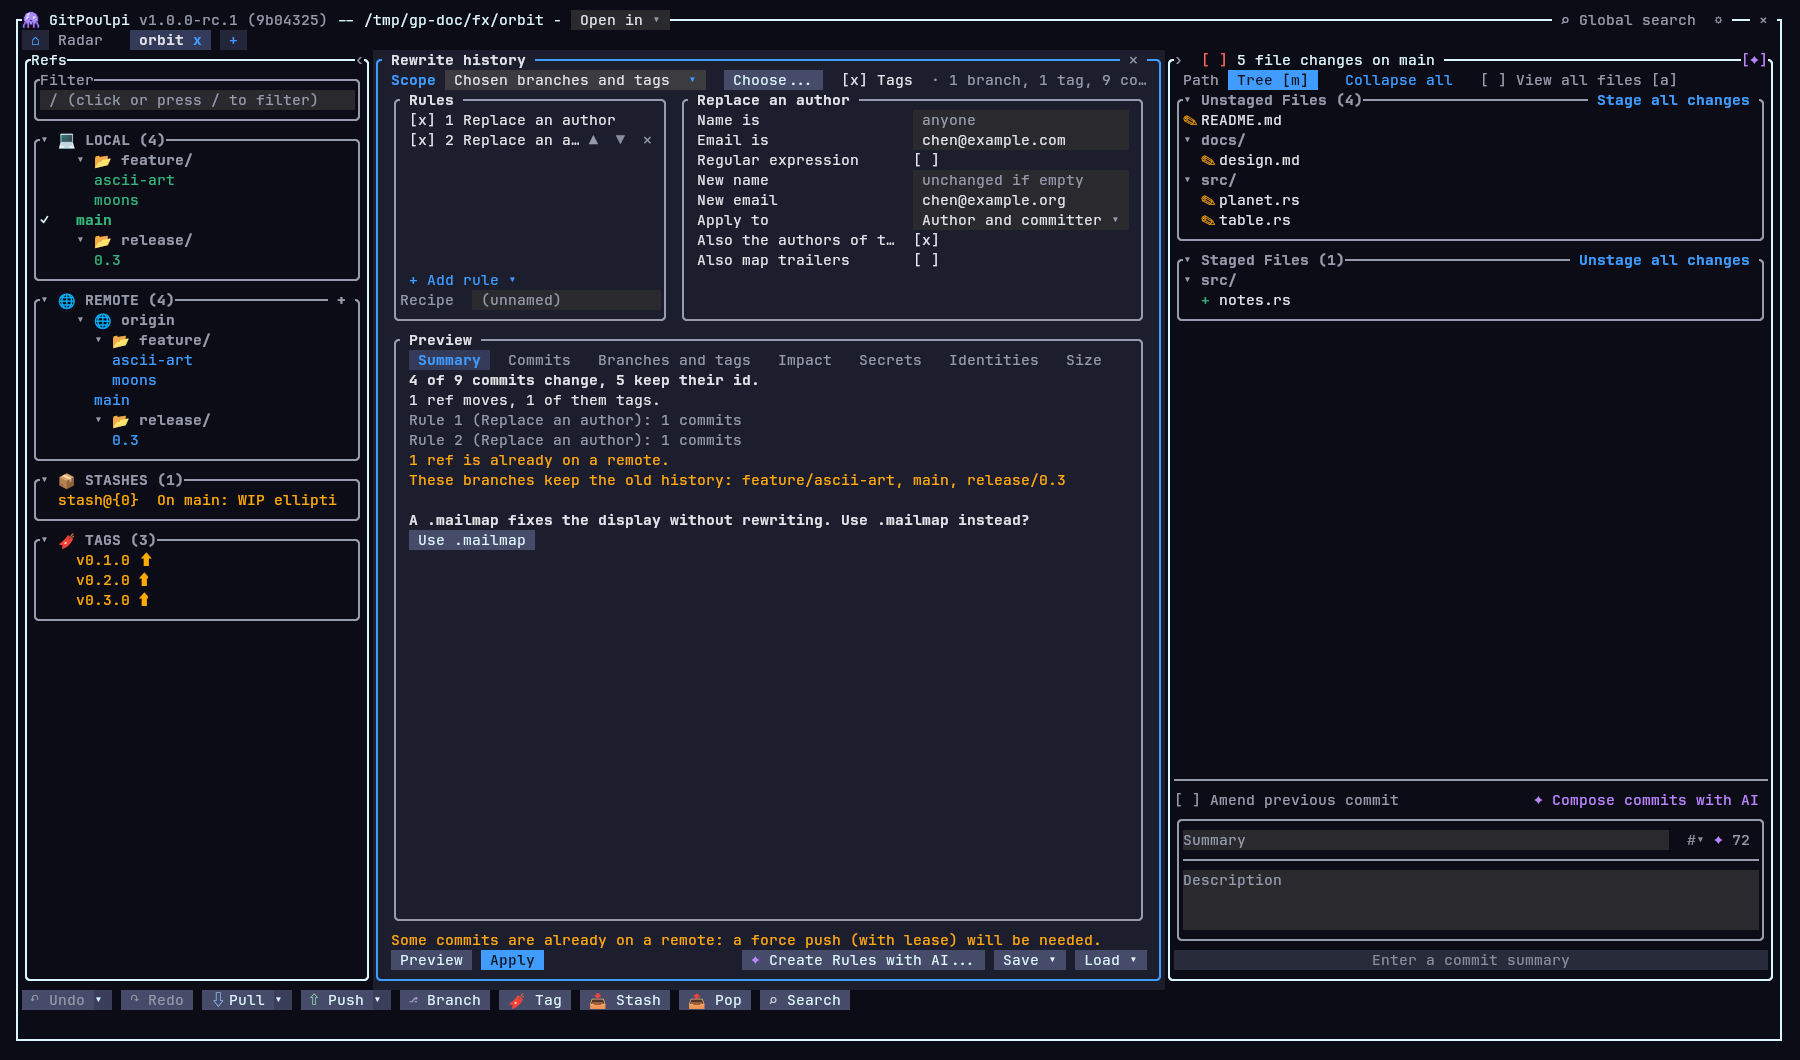 GitPoulpi v1.0.0-rc.1 (9b04325) -- /tmp/gp-doc/fx/orbit - Open in ▾
⌕ Global search ⚙ — ×
⌂ Radar orbit x +
Refs ‹
Filter
/ (click or press / to filter)
▾ 💻 LOCAL (4)
▾ 📂 feature/
ascii-art
moons
✓ main
▾ 📂 release/
0.3
▾ 🌐 REMOTE (4) +
▾ 🌐 origin
▾ 📂 feature/
ascii-art
moons
main
▾ 📂 release/
0.3
▾ 📦 STASHES (1)
stash@{0} On main: WIP ellipti
▾ 🔖 TAGS (3)
v0.1.0 ⬆
v0.2.0 ⬆
v0.3.0 ⬆
Rewrite history ×
Scope Chosen branches and tags ▾ Choose... [x] Tags · 1 branch, 1 tag, 9 co…
Rules
[x] 1 Replace an author
[x] 2 Replace an a… ▲ ▼ ×
+ Add rule ▾
Recipe (unnamed)
Replace an author
Name is anyone
Email is chen@example.com
Regular expression [ ]
New name unchanged if empty
New email chen@example.org
Apply to Author and committer ▾
Also the authors of t… [x]
Also map trailers [ ]
Preview
Summary Commits Branches and tags Impact Secrets Identities Size
4 of 9 commits change, 5 keep their id.
1 ref moves, 1 of them tags.
Rule 1 (Replace an author): 1 commits
Rule 2 (Replace an author): 1 commits
1 ref is already on a remote.
These branches keep the old history: feature/ascii-art, main, release/0.3
A .mailmap fixes the display without rewriting. Use .mailmap instead?
Use .mailmap
Some commits are already on a remote: a force push (with lease) will be needed.
Preview Apply ✦ Create Rules with AI... Save ▾ Load ▾
› [ ] 5 file changes on main [✦]
Path Tree [m] Collapse all [ ] View all files [a]
▾ Unstaged Files (4) Stage all changes
✎ README.md
▾ docs/
✎ design.md
▾ src/
✎ planet.rs
✎ table.rs
▾ Staged Files (1) Unstage all changes
▾ src/
+ notes.rs
[ ] Amend previous commit ✦ Compose commits with AI
Summary #▾ ✦ 72
Description
Enter a commit summary
↶ Undo ▾ ↷ Redo ⇩ Pull ▾ ⇧ Push ▾ ⎇ Branch 🔖 Tag 📥 Stash 📤 Pop ⌕ Search